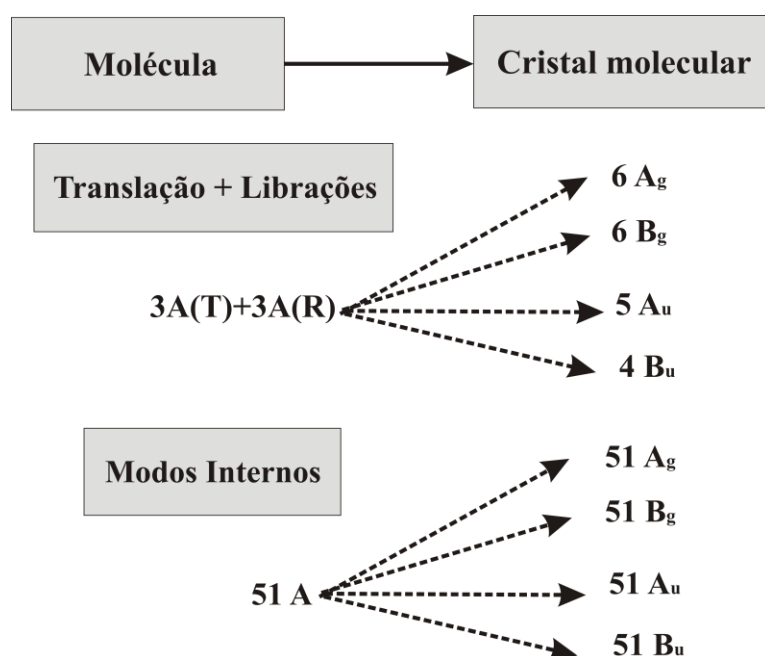 Molécula
Cristal molecular
Translação + Librações
3A(T)+3A(R)
6 Ag
6 Bg
5 Au
4 Bu
Modos Internos
51 A
51 Ag
51 Bg
51 Au
51 Bu